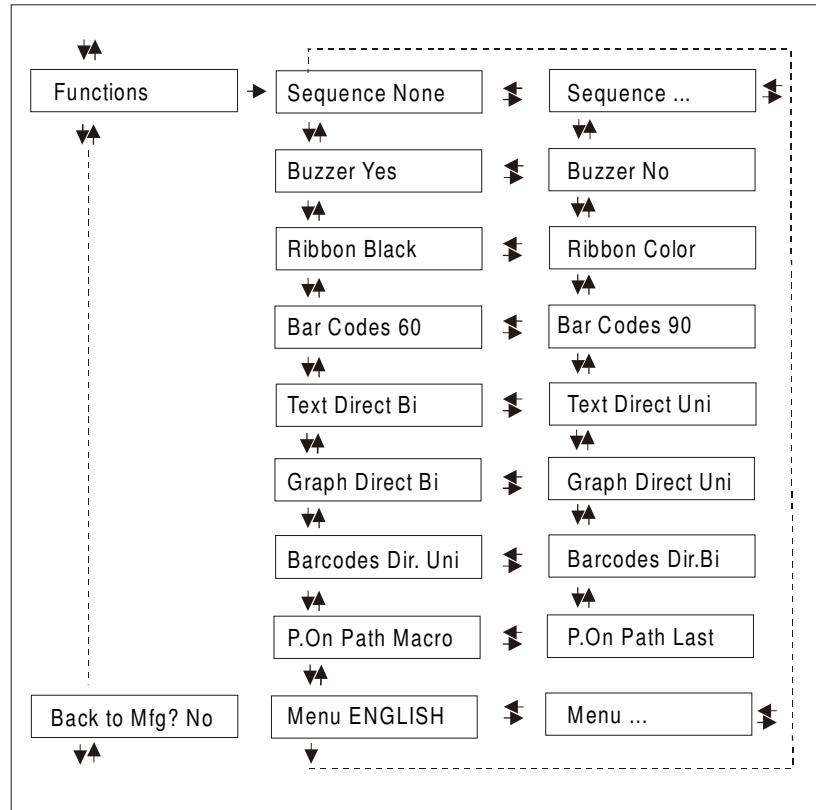 Functions
Sequence None
Sequence ...
Buzzer Yes
Buzzer No
Ribbon Black
Ribbon Color
Bar Codes 60
Bar Codes 90
Text Direct Bi
Text Direct Uni
Graph Direct Bi
Graph Direct Uni
Barcodes Dir. Uni
Barcodes Dir.Bi
P.On Path Macro
P.On Path Last
Back to Mfg? No
Menu ENGLISH
Menu ...